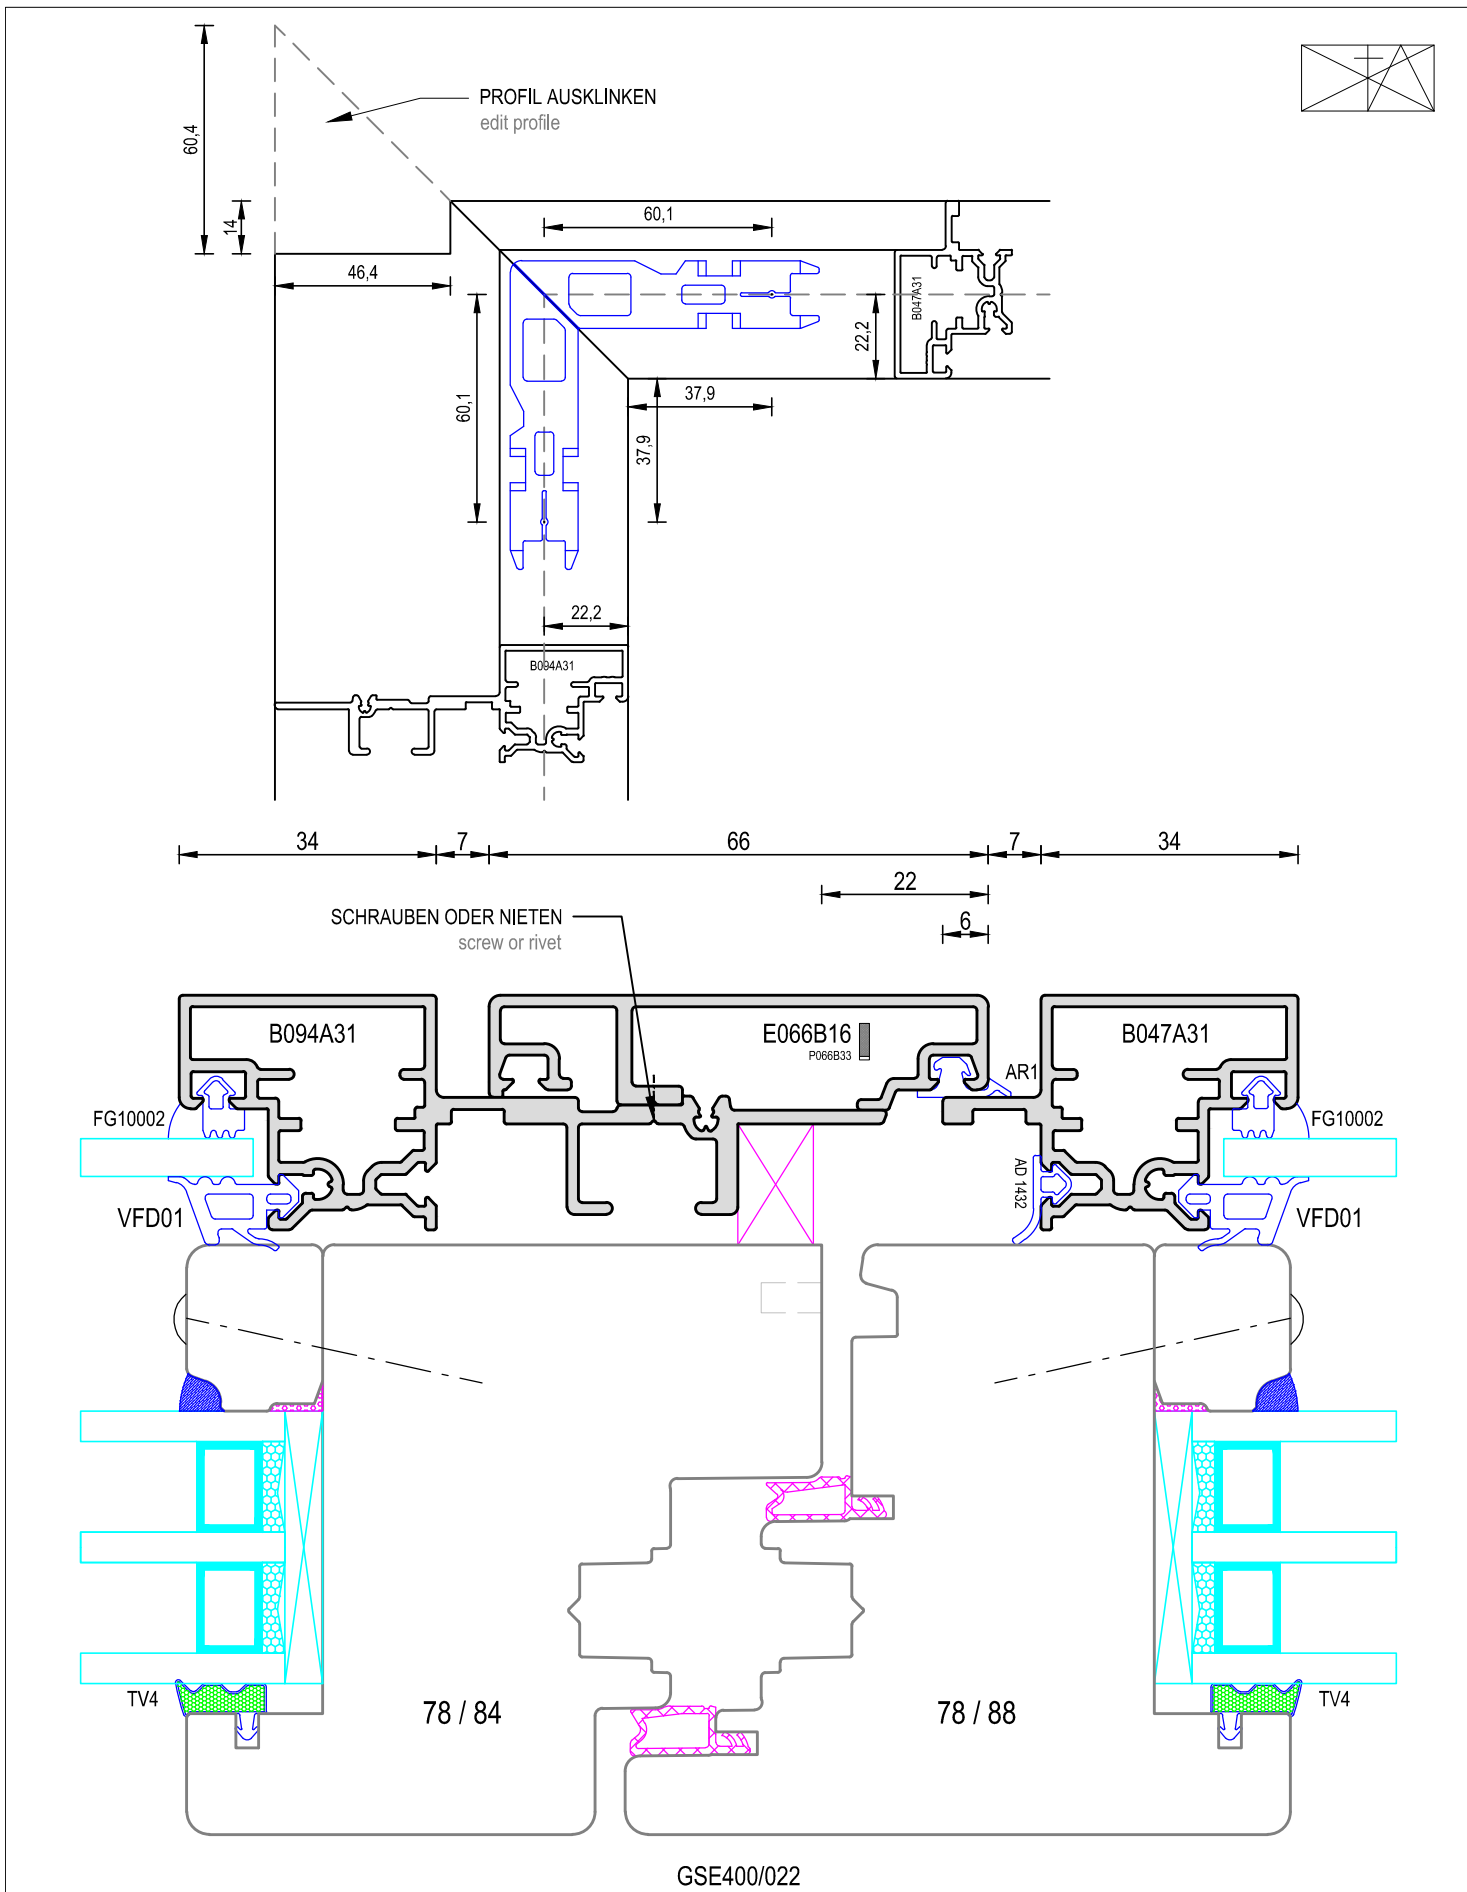 PROFIL AUSKLINKEN
edit profile
60,4
14
46,4
60,1
B047A31
22,2
37,9
60,1
37,9
22,2
B094A31
34
7
66
7
34
22
6
SCHRAUBEN ODER NIETEN
screw or rivet
B094A31
E066B16
P066B33
B047A31
AR1
FG10002
FG10002
AD 1432
VFD01
VFD01
TV4
78 / 84
78 / 88
TV4
GSE400/022